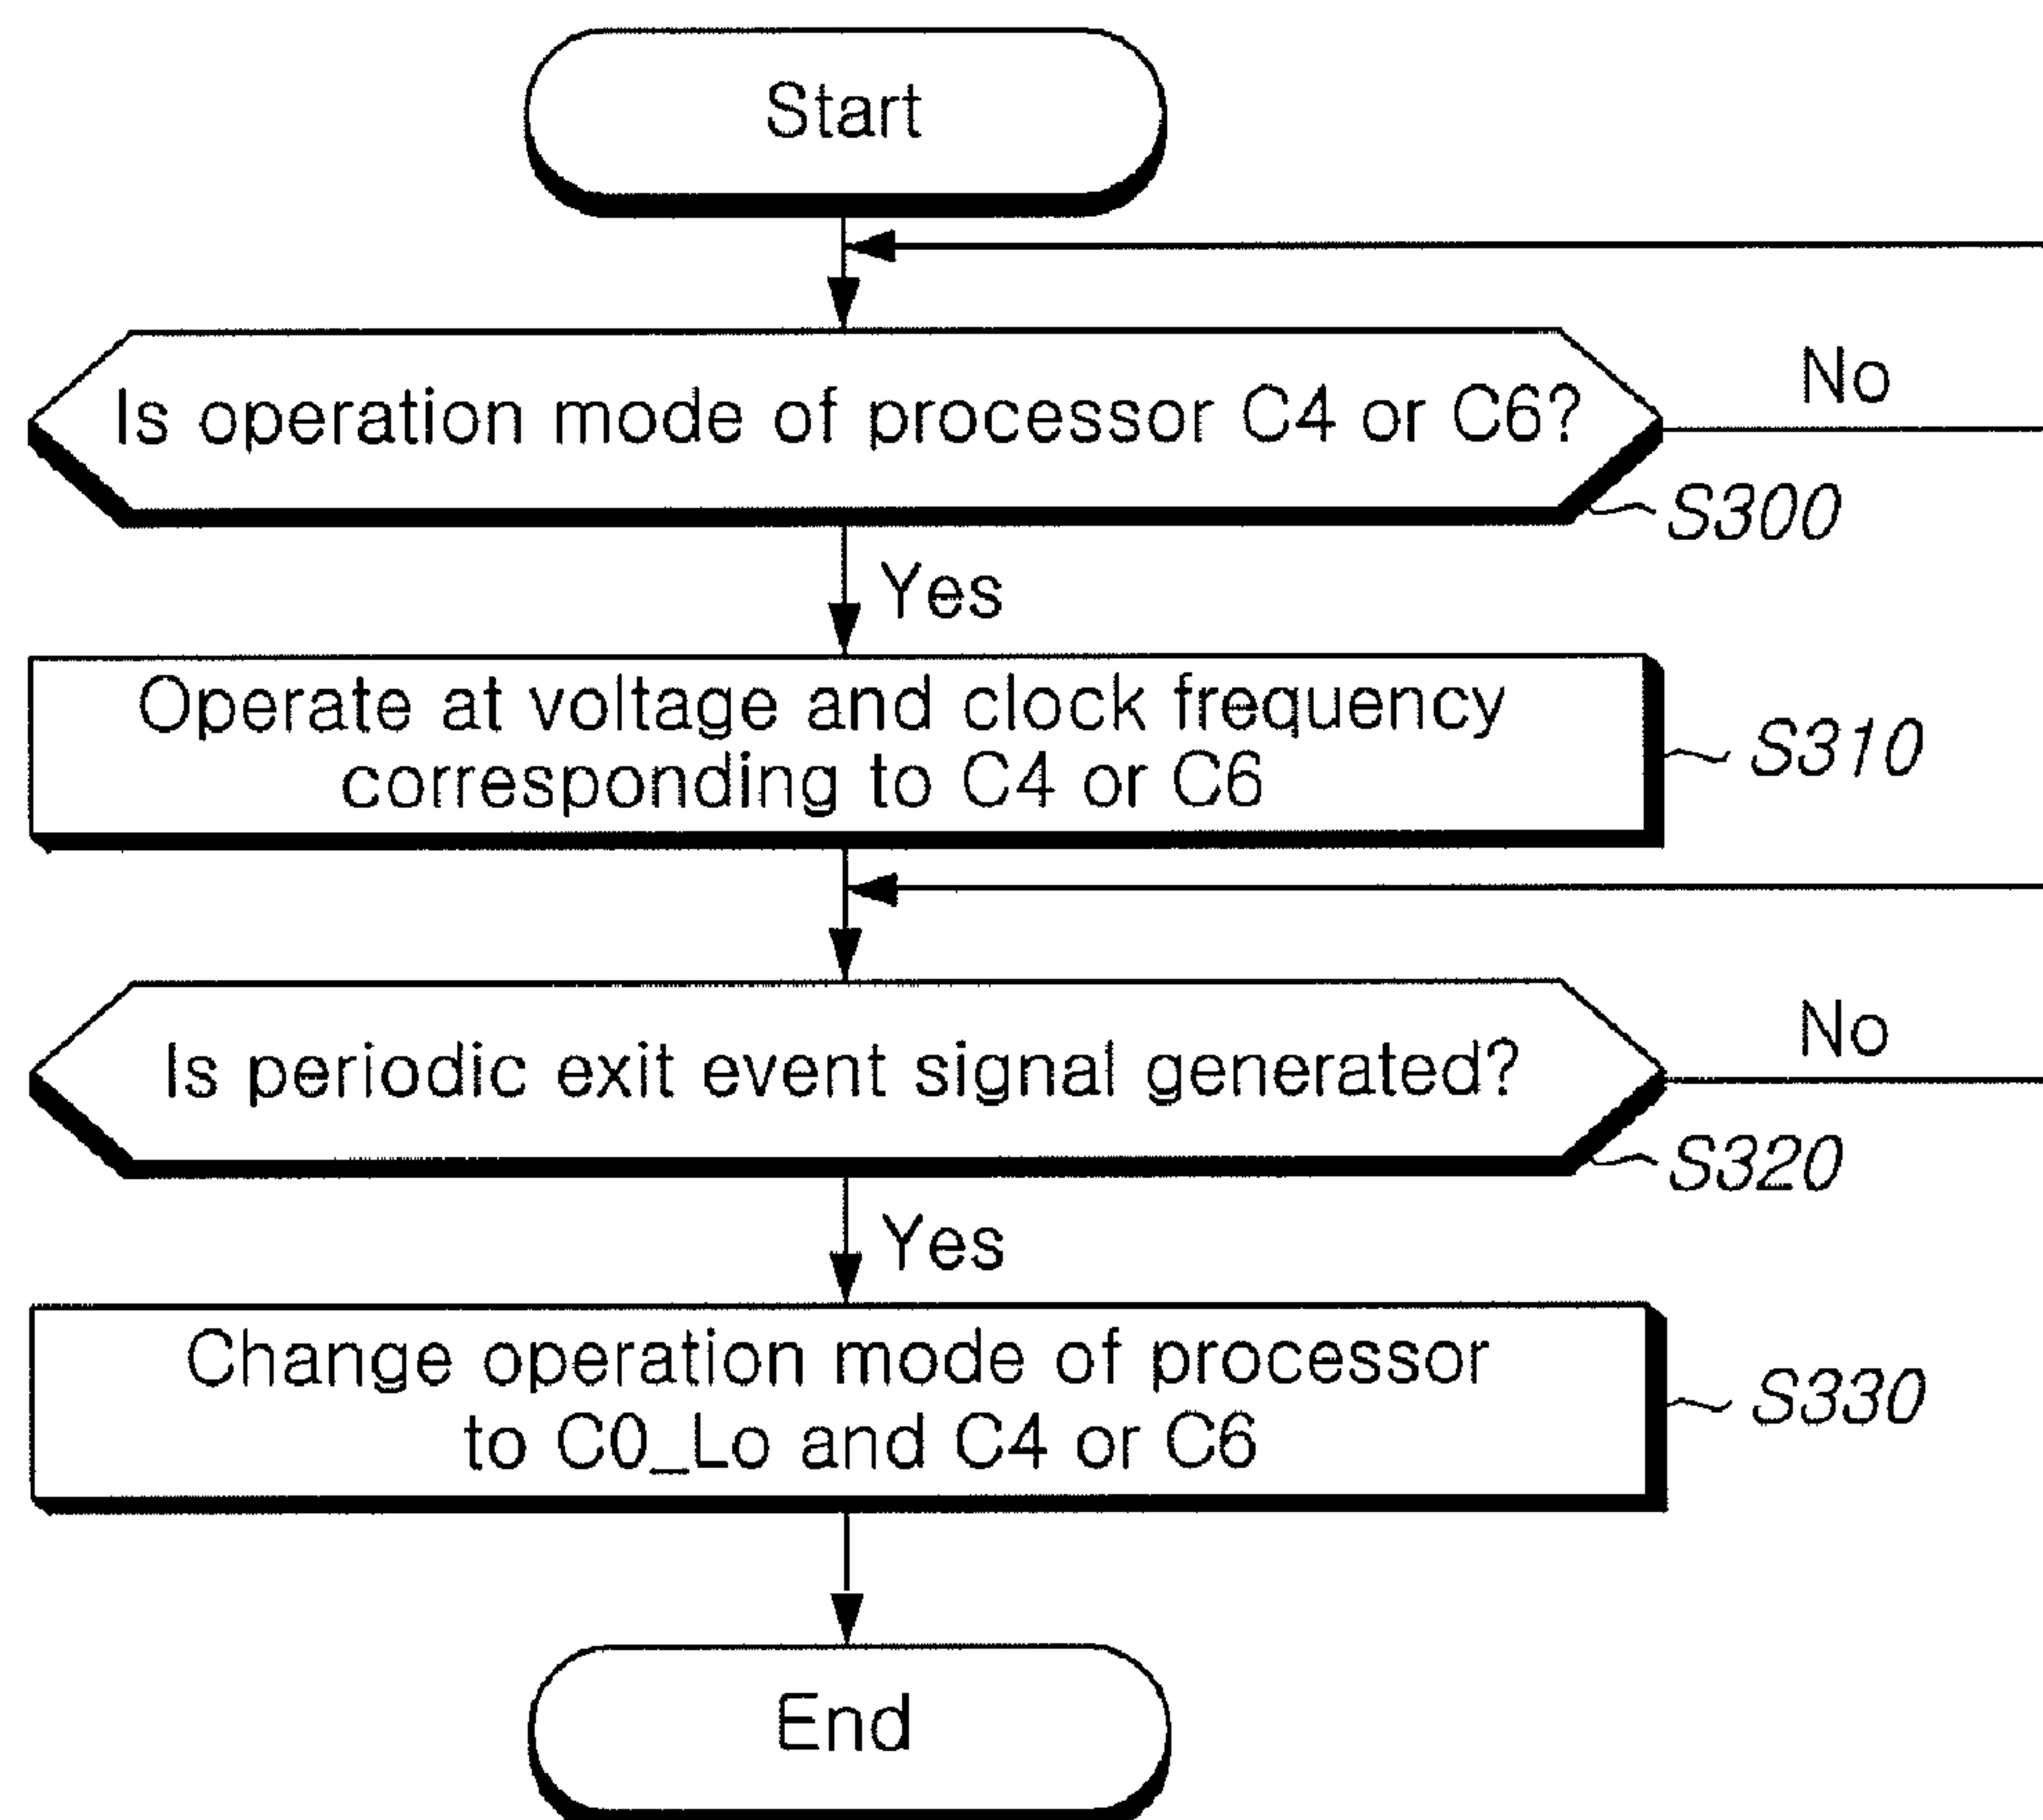 Start
Is operation mode of processor C4 or C6?
No
S300
Yes
Operate at voltage and clock frequency
corresponding to C4 or C6
S310
Is periodic exit event signal generated?
No
S320
Yes
Change operation mode of processor
to C0_Lo and C4 or C6
S330
End